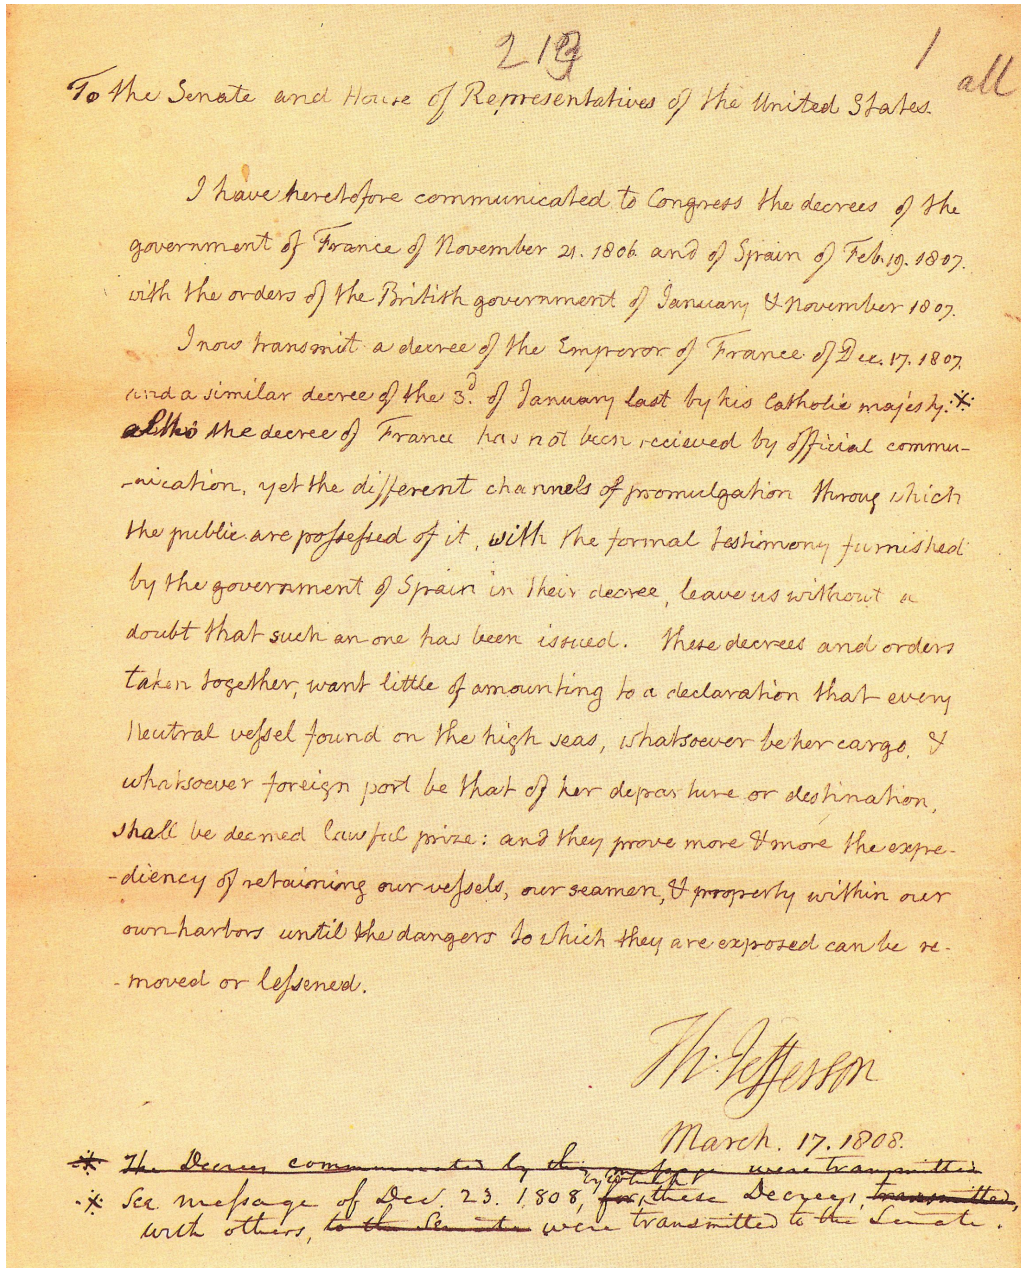 219
1
all
To the Senate and House of Representatives of the United States.
I have heretofore communicated to Congress the decrees of the
government of France of November 21. 1806. and of Spain of Feb. 19. 1807.
with the orders of the British government of January & November 1807.
I now transmit a decree of the Emperor of France of Dec. 17. 1807.
and a similar decree of the 3d. of January last by his Catholic majesty. ※
altho' the decree of France has not been recieved by official commu-
-nication, yet the different channels of promulgation throug which
the public are possessed of it, with the formal testimony furnished
by the government of Spain in their decree, leave us without a
doubt that such an one has been issued. These decrees and orders
taken together, want little of amounting to a declaration that every
neutral vessel found on the high seas, whatsoever be her cargo, &
whatsoever foreign port be that of her departure or destination,
shall be deemed lawful prize: and they prove more & more the expe-
-diency of retaining our vessels, our seamen, & property within our
own harbors until the dangers to which they are exposed can be re-
-moved or lessened.
Th: Jefferson
March. 17. 1808.
※ The Decrees communicated by this message were transmitted
by which
※ See message of Dec. 23. 1808, for, these Decrees, transmitted,
with others, to the Senate were transmitted to the Senate.